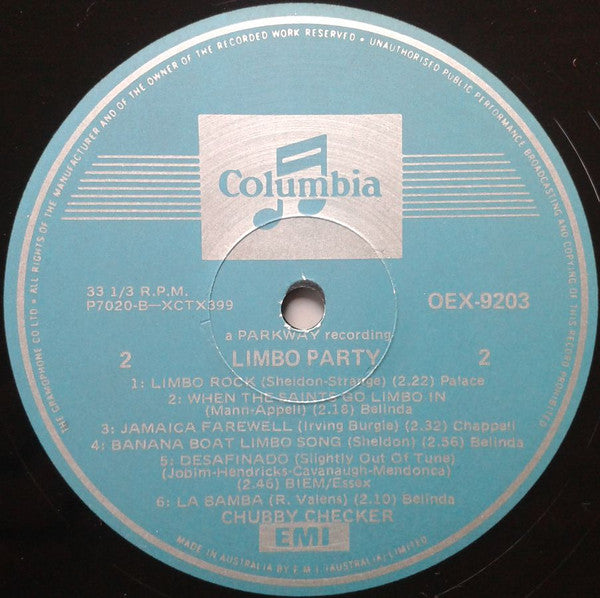 THE GRAMOPHONE CO LTD • ALL RIGHTS OF THE MANUFACTURER AND OF THE OWNER OF THE RECORDED WORK RESERVED • UNAUTHORISED PUBLIC PERFORMANCE BROADCASTING AND COPYING OF THIS RECORD PROHIBITED
Columbia
33 1/3 R.P.M.
P7020-B—XCTX399
OEX-9203
a PARKWAY recording
2 LIMBO PARTY 2
1: LIMBO ROCK (Sheldon-Strange) (2.22) Palace
2: WHEN THE SAINTS GO LIMBO IN
(Mann-Appell) (2.18) Belinda
3: JAMAICA FAREWELL (Irving Burgie) (2.32) Chappell
4: BANANA BOAT LIMBO SONG (Sheldon) (2.56) Belinda
5: DESAFINADO (Slightly Out Of Tune)
(Jobim-Hendricks-Cavanaugh-Mendonca)
(2.46) BIEM/Essex
6: LA BAMBA (R. Valens) (2.10) Belinda
CHUBBY CHECKER
EMI
MADE IN AUSTRALIA BY E.M.I. (AUSTRALIA) LIMITED